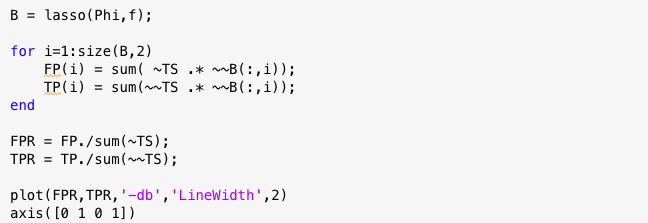 B = lasso(Phi,f);
for i=1:size(B,2)
    FP(i) = sum( ~TS .* ~~B(:,i));
    TP(i) = sum(~~TS .* ~~B(:,i));
end
FPR = FP./sum(~TS);
TPR = TP./sum(~~TS);
plot(FPR,TPR,'-db','LineWidth',2)
axis([0 1 0 1])